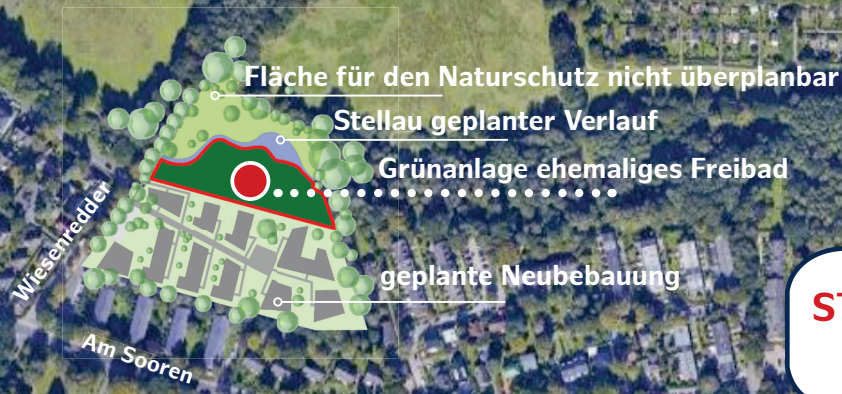 Fläche für den Naturschutz nicht überplanbar
Stellau geplanter Verlauf
Grünanlage ehemaliges Freibad
Wiesenredder
geplante Neubebauung
Am Sooren